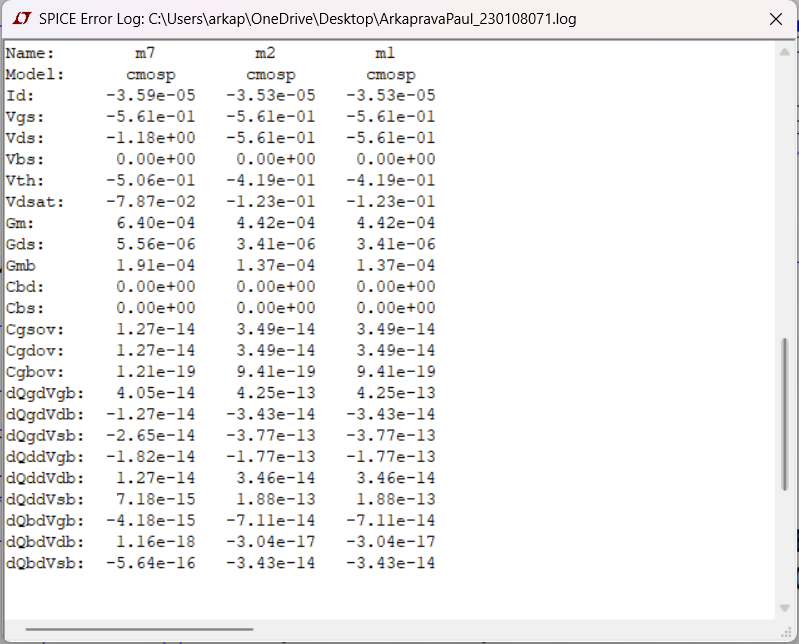 SPICE Error Log: C:\Users\arkap\OneDrive\Desktop\ArkapravaPaul_230108071.log
Name: m7 m2 m1
Model: cmosp cmosp cmosp
Id: -3.59e-05 -3.53e-05 -3.53e-05
Vgs: -5.61e-01 -5.61e-01 -5.61e-01
Vds: -1.18e+00 -5.61e-01 -5.61e-01
Vbs: 0.00e+00 0.00e+00 0.00e+00
Vth: -5.06e-01 -4.19e-01 -4.19e-01
Vdsat: -7.87e-02 -1.23e-01 -1.23e-01
Gm: 6.40e-04 4.42e-04 4.42e-04
Gds: 5.56e-06 3.41e-06 3.41e-06
Gmb 1.91e-04 1.37e-04 1.37e-04
Cbd: 0.00e+00 0.00e+00 0.00e+00
Cbs: 0.00e+00 0.00e+00 0.00e+00
Cgsov: 1.27e-14 3.49e-14 3.49e-14
Cgdov: 1.27e-14 3.49e-14 3.49e-14
Cgbov: 1.21e-19 9.41e-19 9.41e-19
dQgdVgb: 4.05e-14 4.25e-13 4.25e-13
dQgdVdb: -1.27e-14 -3.43e-14 -3.43e-14
dQgdVsb: -2.65e-14 -3.77e-13 -3.77e-13
dQddVgb: -1.82e-14 -1.77e-13 -1.77e-13
dQddVdb: 1.27e-14 3.46e-14 3.46e-14
dQddVsb: 7.18e-15 1.88e-13 1.88e-13
dQbdVgb: -4.18e-15 -7.11e-14 -7.11e-14
dQbdVdb: 1.16e-18 -3.04e-17 -3.04e-17
dQbdVsb: -5.64e-16 -3.43e-14 -3.43e-14